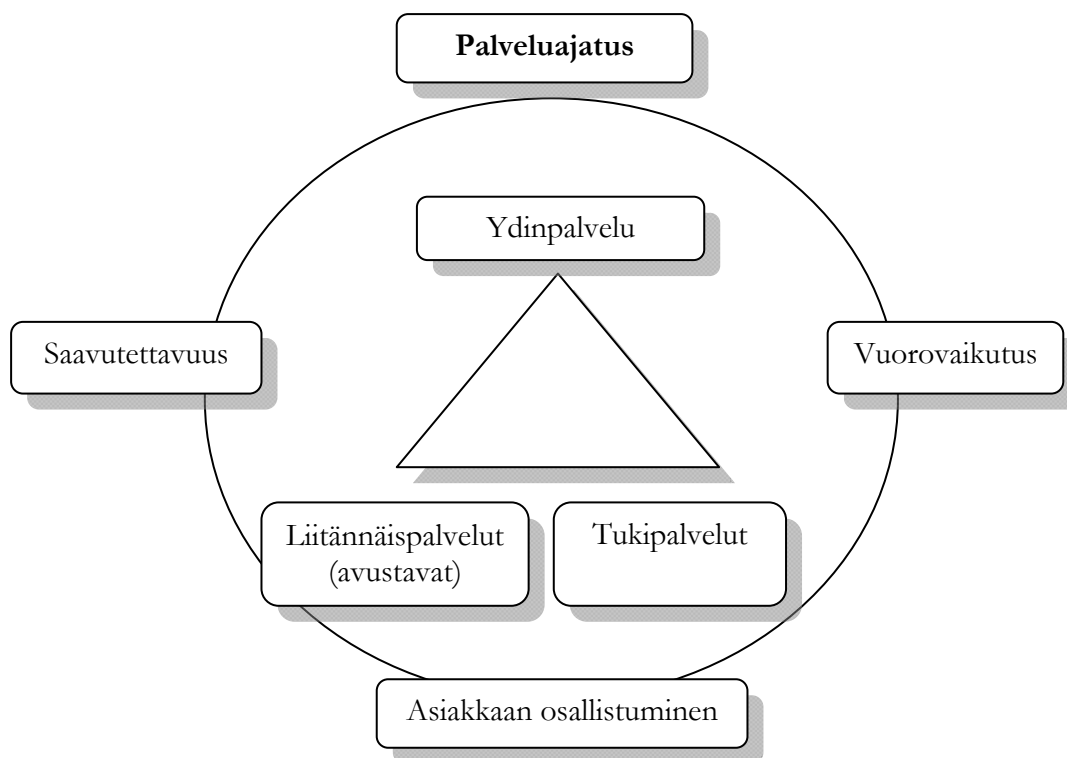 Palveluajatus
Ydinpalvelu
Saavutettavuus
Vuorovaikutus
Liitännäispalvelut
(avustavat)
Tukipalvelut
Asiakkaan osallistuminen